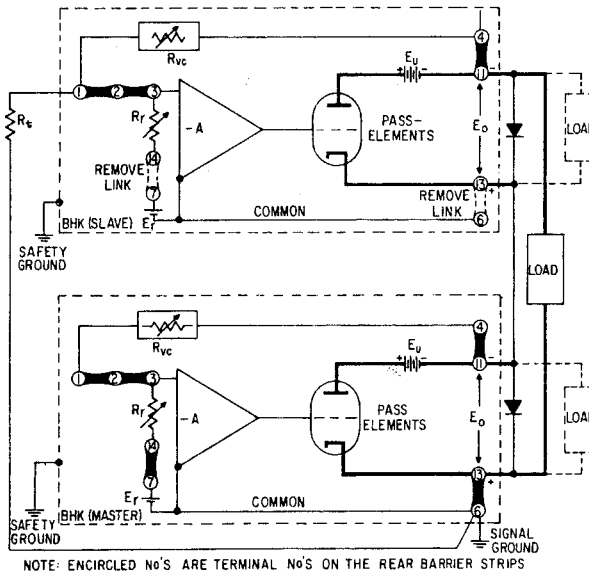 Rvc
4
Eu
+ -
1 2 3
11 -
Rt
Rr
-A
PASS-
ELEMENTS
Eo
LOAD
14
REMOVE
LINK
7
13 +
REMOVE
LINK
COMMON
6
BHK (SLAVE) Er
SAFETY
GROUND
LOAD
Rvc
4
Eu
+ -
1 2 3
11 -
Rr
-A
PASS
ELEMENTS
Eo
LOAD
14
7
13 +
Er
COMMON
6
SAFETY
GROUND
BHK (MASTER)
SIGNAL
GROUND
NOTE: ENCIRCLED NO'S ARE TERMINAL NO'S ON THE REAR BARRIER STRIPS